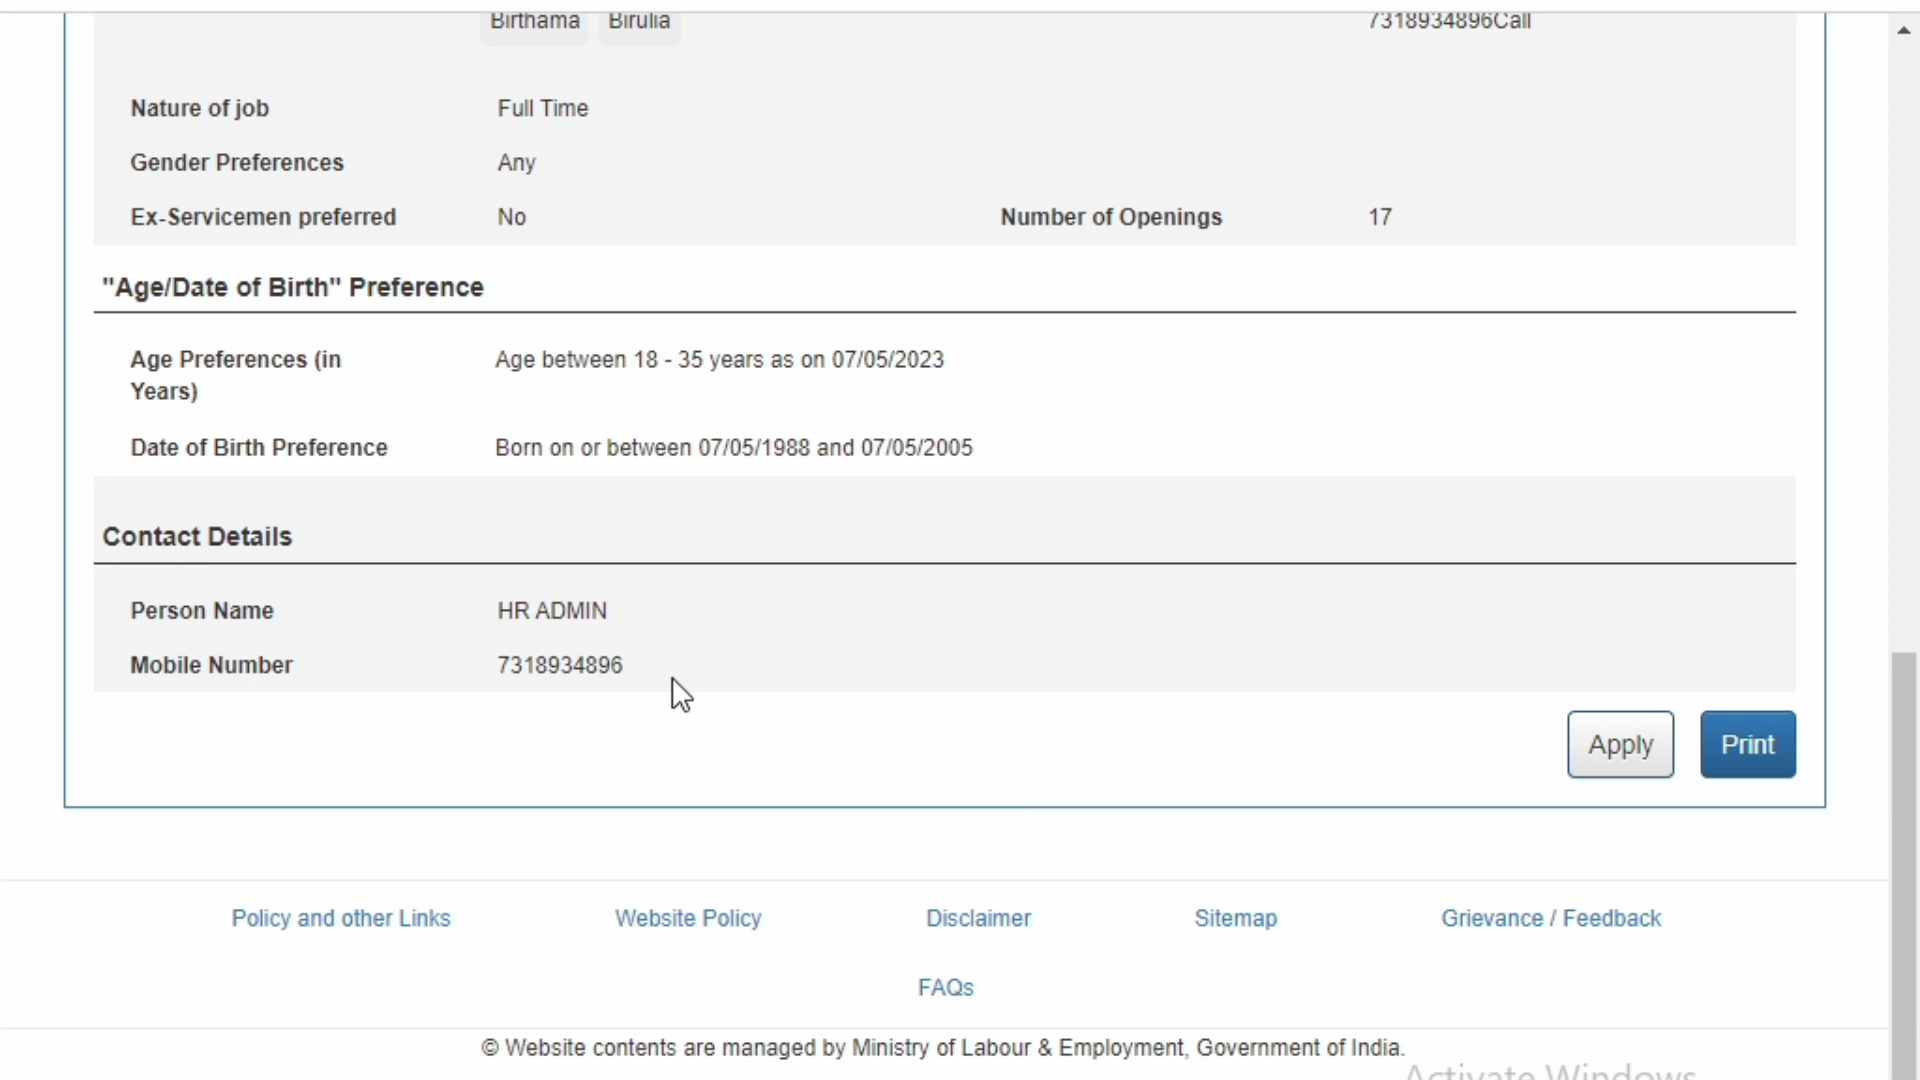 Birthama Birulia 7318934896Call
Nature of job Full Time
Gender Preferences Any
Ex-Servicemen preferred No Number of Openings 17
"Age/Date of Birth" Preference
Age Preferences (in Age between 18 - 35 years as on 07/05/2023
Years)
Date of Birth Preference Born on or between 07/05/1988 and 07/05/2005
Contact Details
Person Name HR ADMIN
Mobile Number 7318934896
Apply Print
Policy and other Links Website Policy Disclaimer Sitemap Grievance / Feedback
FAQs
© Website contents are managed by Ministry of Labour & Employment, Government of India.
Activate Windows